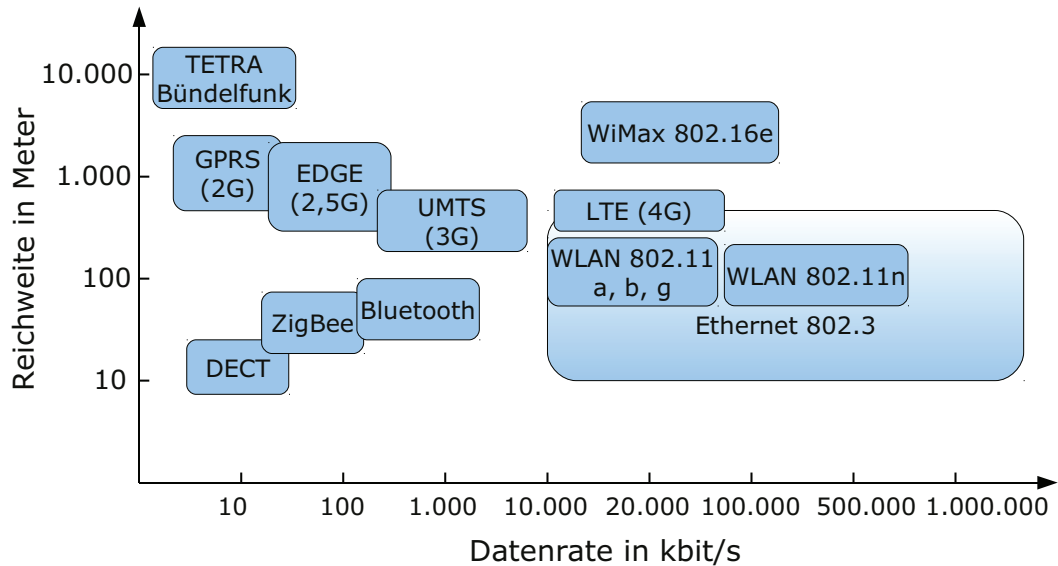 Reichweite in Meter
10.000
1.000
100
10
TETRA
Bündelfunk
GPRS
(2G)
EDGE
(2,5G)
UMTS
(3G)
WiMax 802.16e
LTE (4G)
WLAN 802.11
a, b, g
WLAN 802.11n
Ethernet 802.3
Bluetooth
ZigBee
DECT
10
100
1.000
10.000
20.000
100.000
500.000
1.000.000
Datenrate in kbit/s